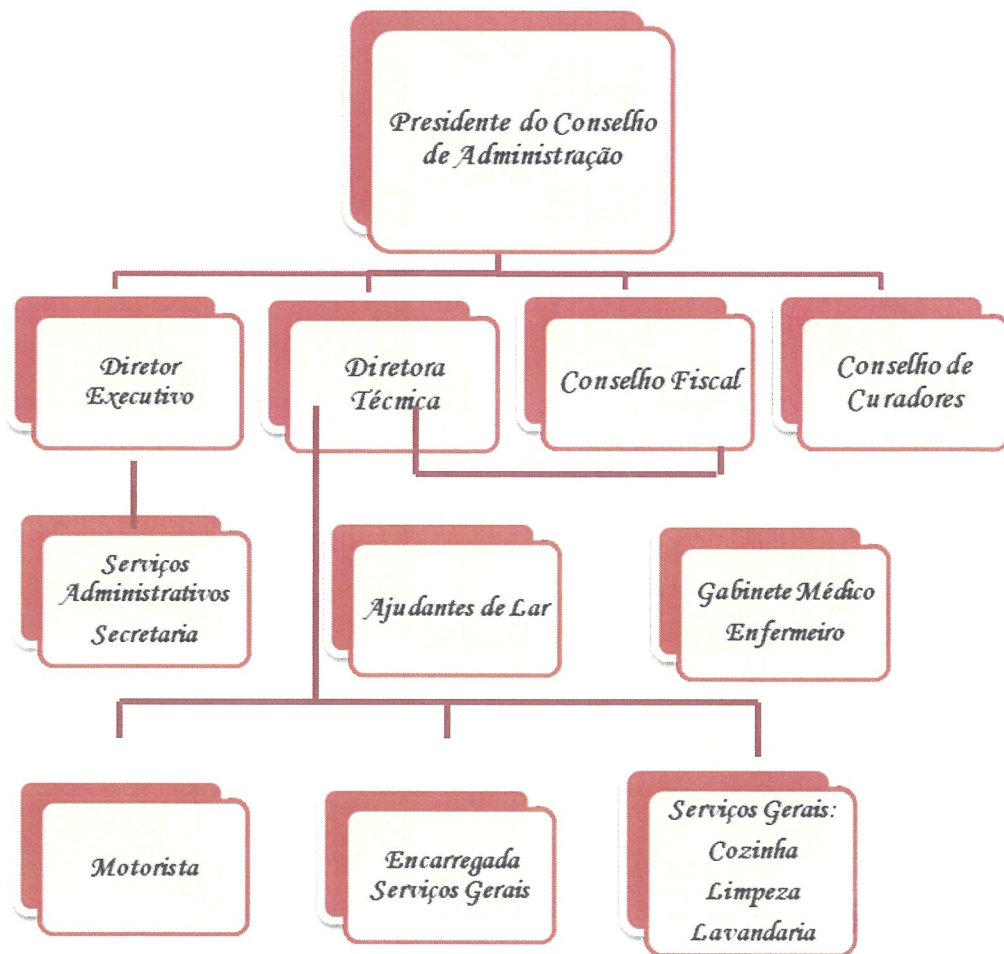 Presidente do Conselho
de Administração
Diretor
Executivo
Diretora
Técnica
Conselho Fiscal
Conselho de
Curadores
Serviços
Administrativos
Secretaria
Ajudantes de Lar
Gabinete Médico
Enfermeiro
Motorista
Encarregada
Serviços Gerais
Serviços Gerais:
Cozinha
Limpeza
Lavandaria